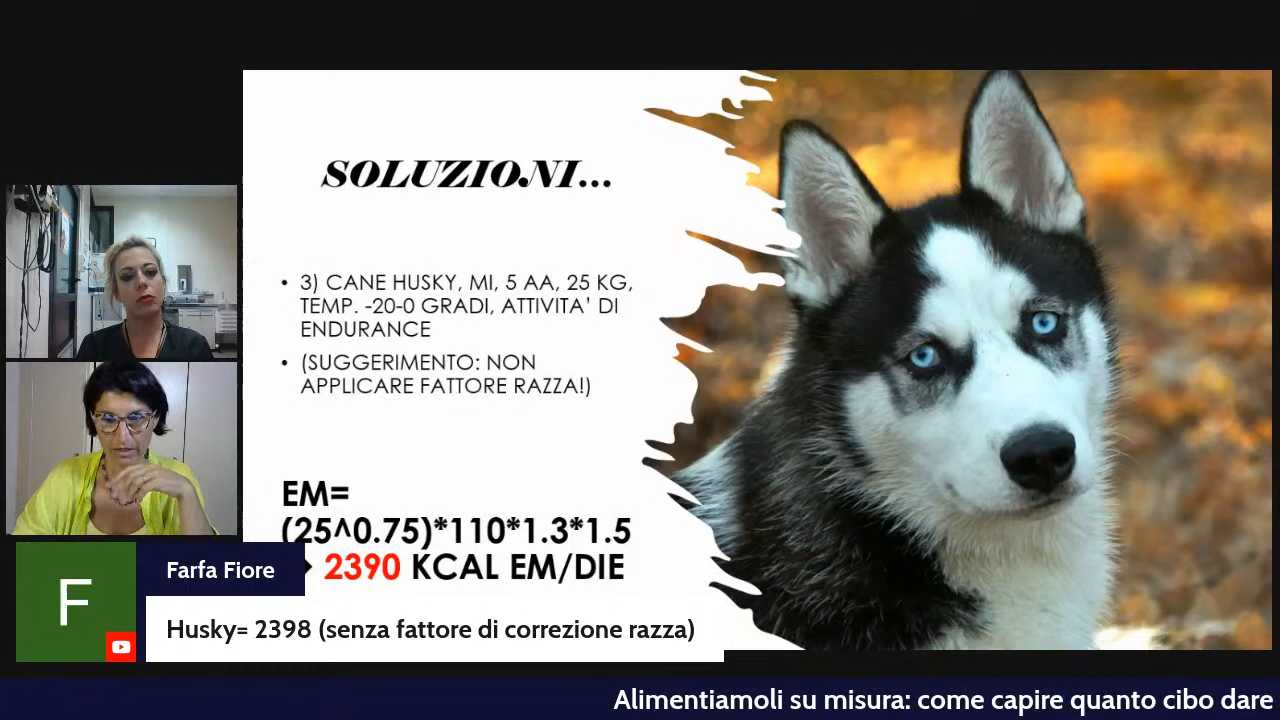 SOLUZIONI...
• 3) CANE HUSKY, MI, 5 AA, 25 KG,
TEMP. -20-0 GRADI, ATTIVITA' DI
ENDURANCE
• (SUGGERIMENTO: NON
APPLICARE FATTORE RAZZA!)
EM=
(25^0.75)*110*1.3*1.5
2390 KCAL EM/DIE
F
Farfa Fiore
Husky= 2398 (senza fattore di correzione razza)
Alimentiamoli su misura: come capire quanto cibo dare